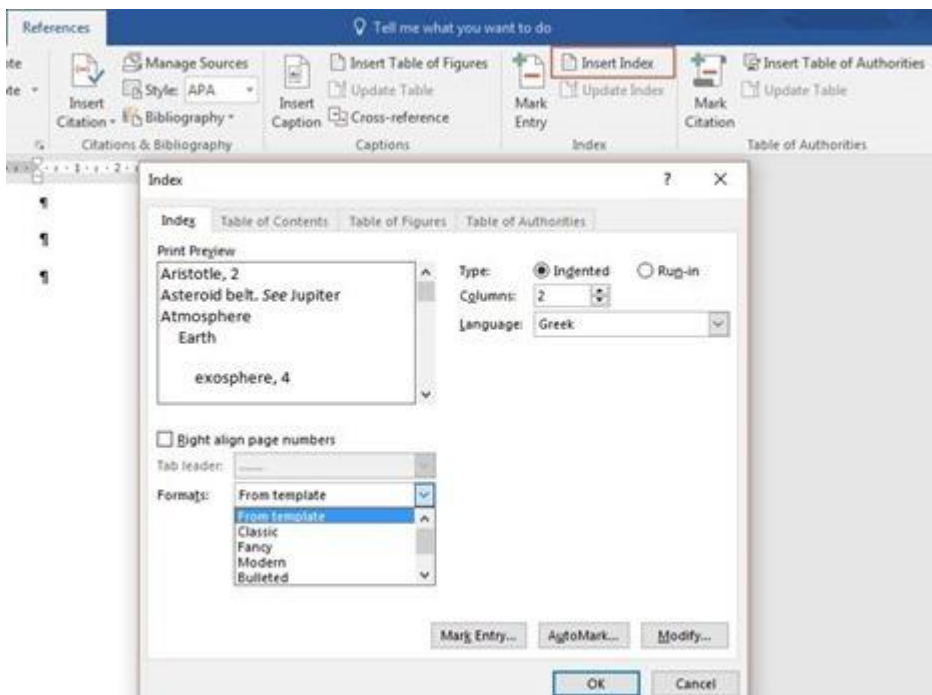 References
Tell me what you want to do
Manage Sources
Style: APA
Bibliography
Insert
Citation
Citations & Bibliography
Insert
Caption
Insert Table of Figures
Update Table
Cross-reference
Captions
Mark
Entry
Insert Index
Update Index
Index
Mark
Citation
Insert Table of Authorities
Update Table
Table of Authorities
Index
?
Index Table of Contents Table of Figures Table of Authorities
Print Preview
Aristotle, 2
Asteroid belt. See Jupiter
Atmosphere
Earth
exosphere, 4
Type: Indented Run-in
Columns: 2
Language: Greek
Right align page numbers
Tab leader: .......
Formats: From template
From template
Classic
Fancy
Modern
Bulleted
Mark Entry... AutoMark... Modify...
OK Cancel